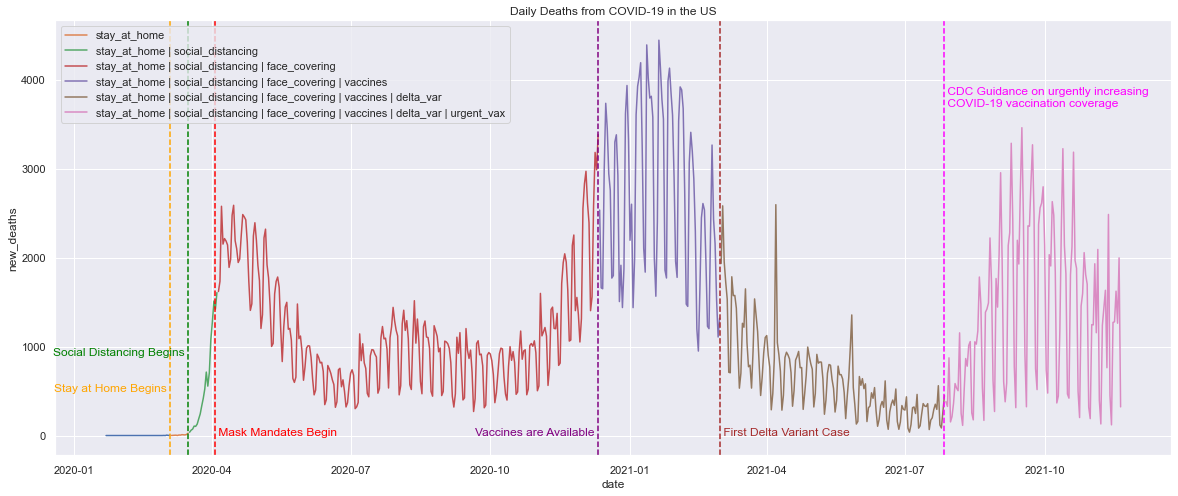 Daily Deaths from COVID-19 in the US
stay_at_home
stay_at_home | social_distancing
stay_at_home | social_distancing | face_covering
stay_at_home | social_distancing | face_covering | vaccines
stay_at_home | social_distancing | face_covering | vaccines | delta_var
stay_at_home | social_distancing | face_covering | vaccines | delta_var | urgent_vax
CDC Guidance on urgently increasing
COVID-19 vaccination coverage
4000
3000
2000
1000
0
new_deaths
Social Distancing Begins
Stay at Home Begins
Mask Mandates Begin
Vaccines are Available
First Delta Variant Case
2020-01
2020-04
2020-07
2020-10
2021-01
2021-04
2021-07
2021-10
date